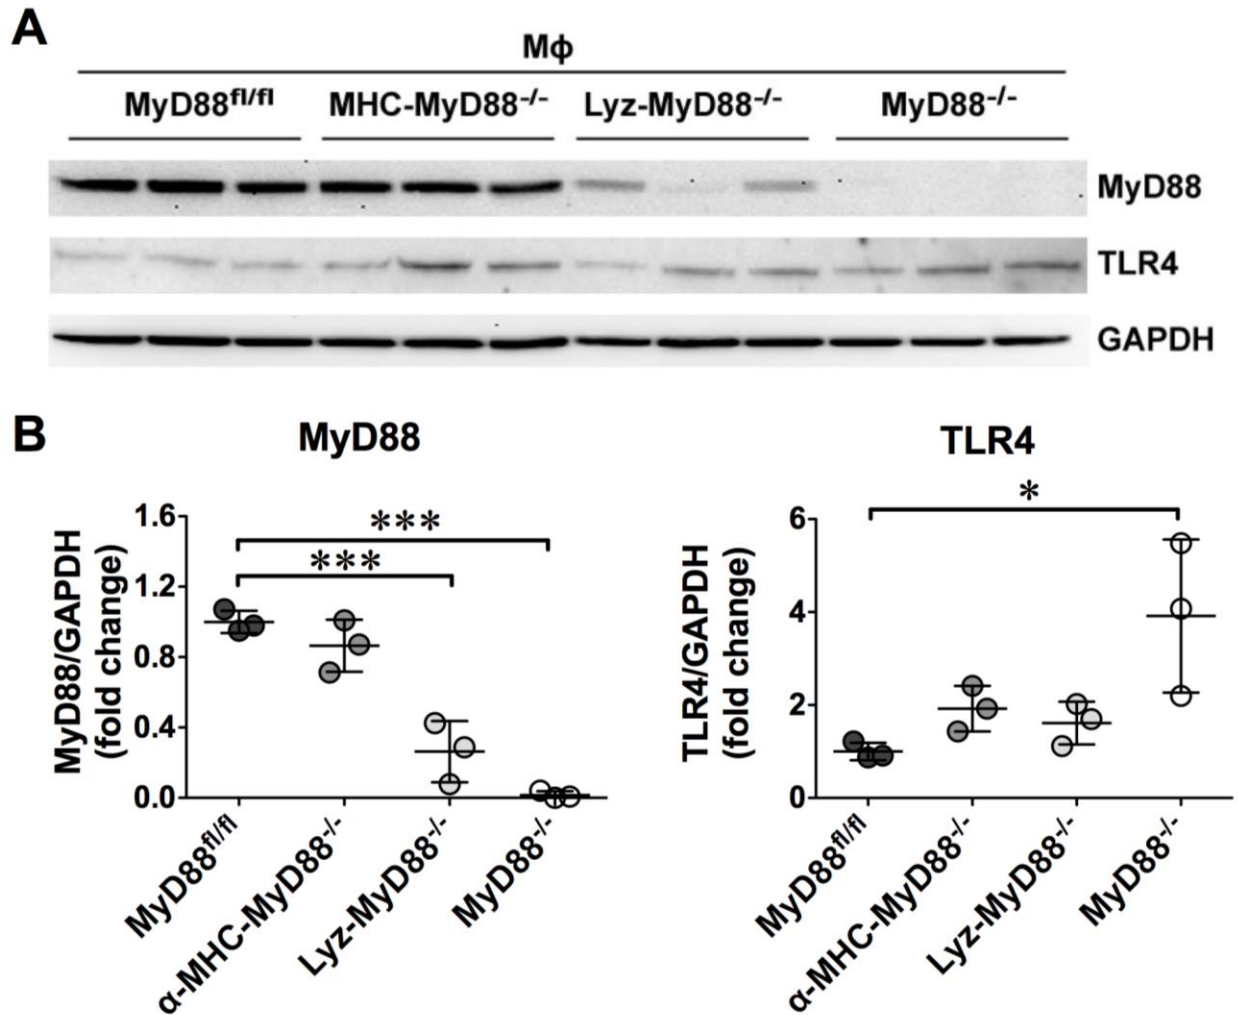 A
Mϕ
MyD88fl/fl MHC-MyD88-/- Lyz-MyD88-/- MyD88-/-
MyD88
TLR4
GAPDH
B
MyD88
MyD88/GAPDH
(fold change)
1.6
1.2
0.8
0.4
0.0
***
***
MyD88fl/fl
α-MHC-MyD88-/-
Lyz-MyD88-/-
MyD88-/-
TLR4
TLR4/GAPDH
(fold change)
6
4
2
0
*
MyD88fl/fl
α-MHC-MyD88-/-
Lyz-MyD88-/-
MyD88-/-